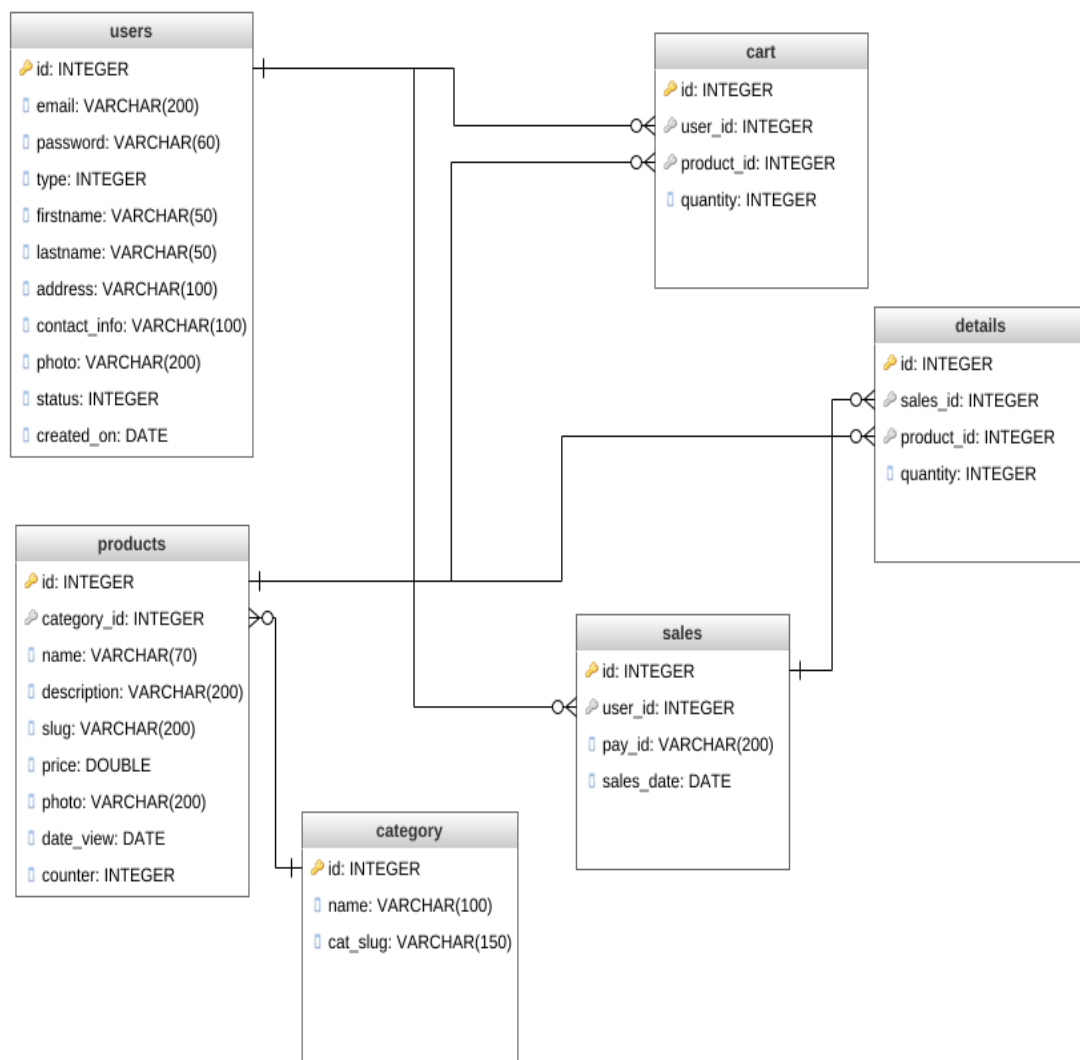 users
id: INTEGER
email: VARCHAR(200)
password: VARCHAR(60)
type: INTEGER
firstname: VARCHAR(50)
lastname: VARCHAR(50)
address: VARCHAR(100)
contact_info: VARCHAR(100)
photo: VARCHAR(200)
status: INTEGER
created_on: DATE
cart
id: INTEGER
user_id: INTEGER
product_id: INTEGER
quantity: INTEGER
details
id: INTEGER
sales_id: INTEGER
product_id: INTEGER
quantity: INTEGER
products
id: INTEGER
category_id: INTEGER
name: VARCHAR(70)
description: VARCHAR(200)
slug: VARCHAR(200)
price: DOUBLE
photo: VARCHAR(200)
date_view: DATE
counter: INTEGER
sales
id: INTEGER
user_id: INTEGER
pay_id: VARCHAR(200)
sales_date: DATE
category
id: INTEGER
name: VARCHAR(100)
cat_slug: VARCHAR(150)